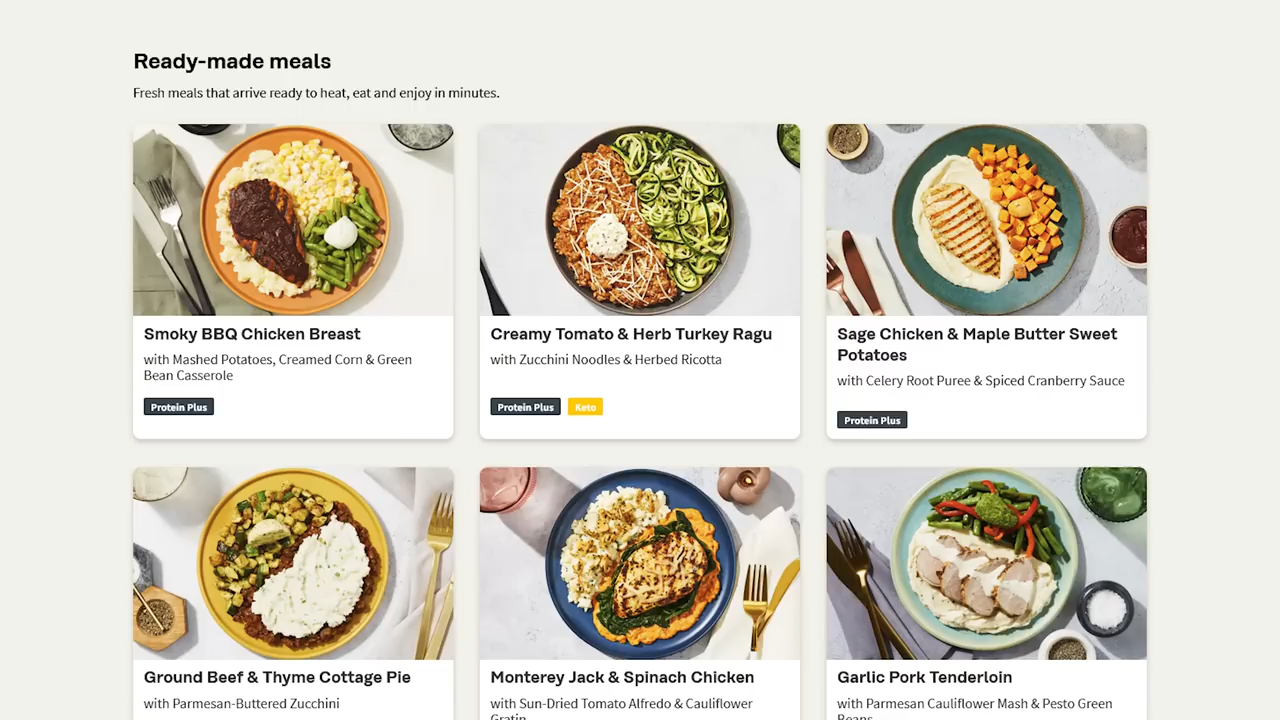 Ready-made meals
Fresh meals that arrive ready to heat, eat and enjoy in minutes.
Smoky BBQ Chicken Breast
with Mashed Potatoes, Creamed Corn & Green
Bean Casserole
Protein Plus
Creamy Tomato & Herb Turkey Ragu
with Zucchini Noodles & Herbed Ricotta
Protein Plus Keto
Sage Chicken & Maple Butter Sweet
Potatoes
with Celery Root Puree & Spiced Cranberry Sauce
Protein Plus
Ground Beef & Thyme Cottage Pie
with Parmesan-Buttered Zucchini
Monterey Jack & Spinach Chicken
with Sun-Dried Tomato Alfredo & Cauliflower
Gratin
Garlic Pork Tenderloin
with Parmesan Cauliflower Mash & Pesto Green
Beans